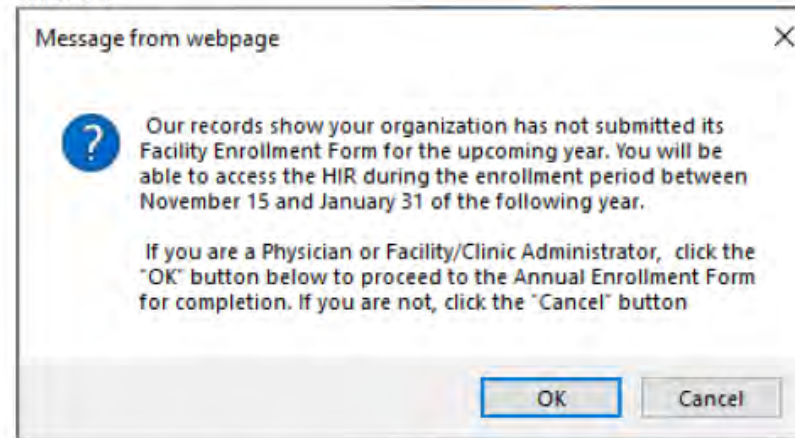 Message from webpage
Our records show your organization has not submitted its
Facility Enrollment Form for the upcoming year. You will be
able to access the HIR during the enrollment period between
November 15 and January 31 of the following year.
If you are a Physician or Facility/Clinic Administrator, click the
"OK" button below to proceed to the Annual Enrollment Form
for completion. If you are not, click the "Cancel" button
OK
Cancel